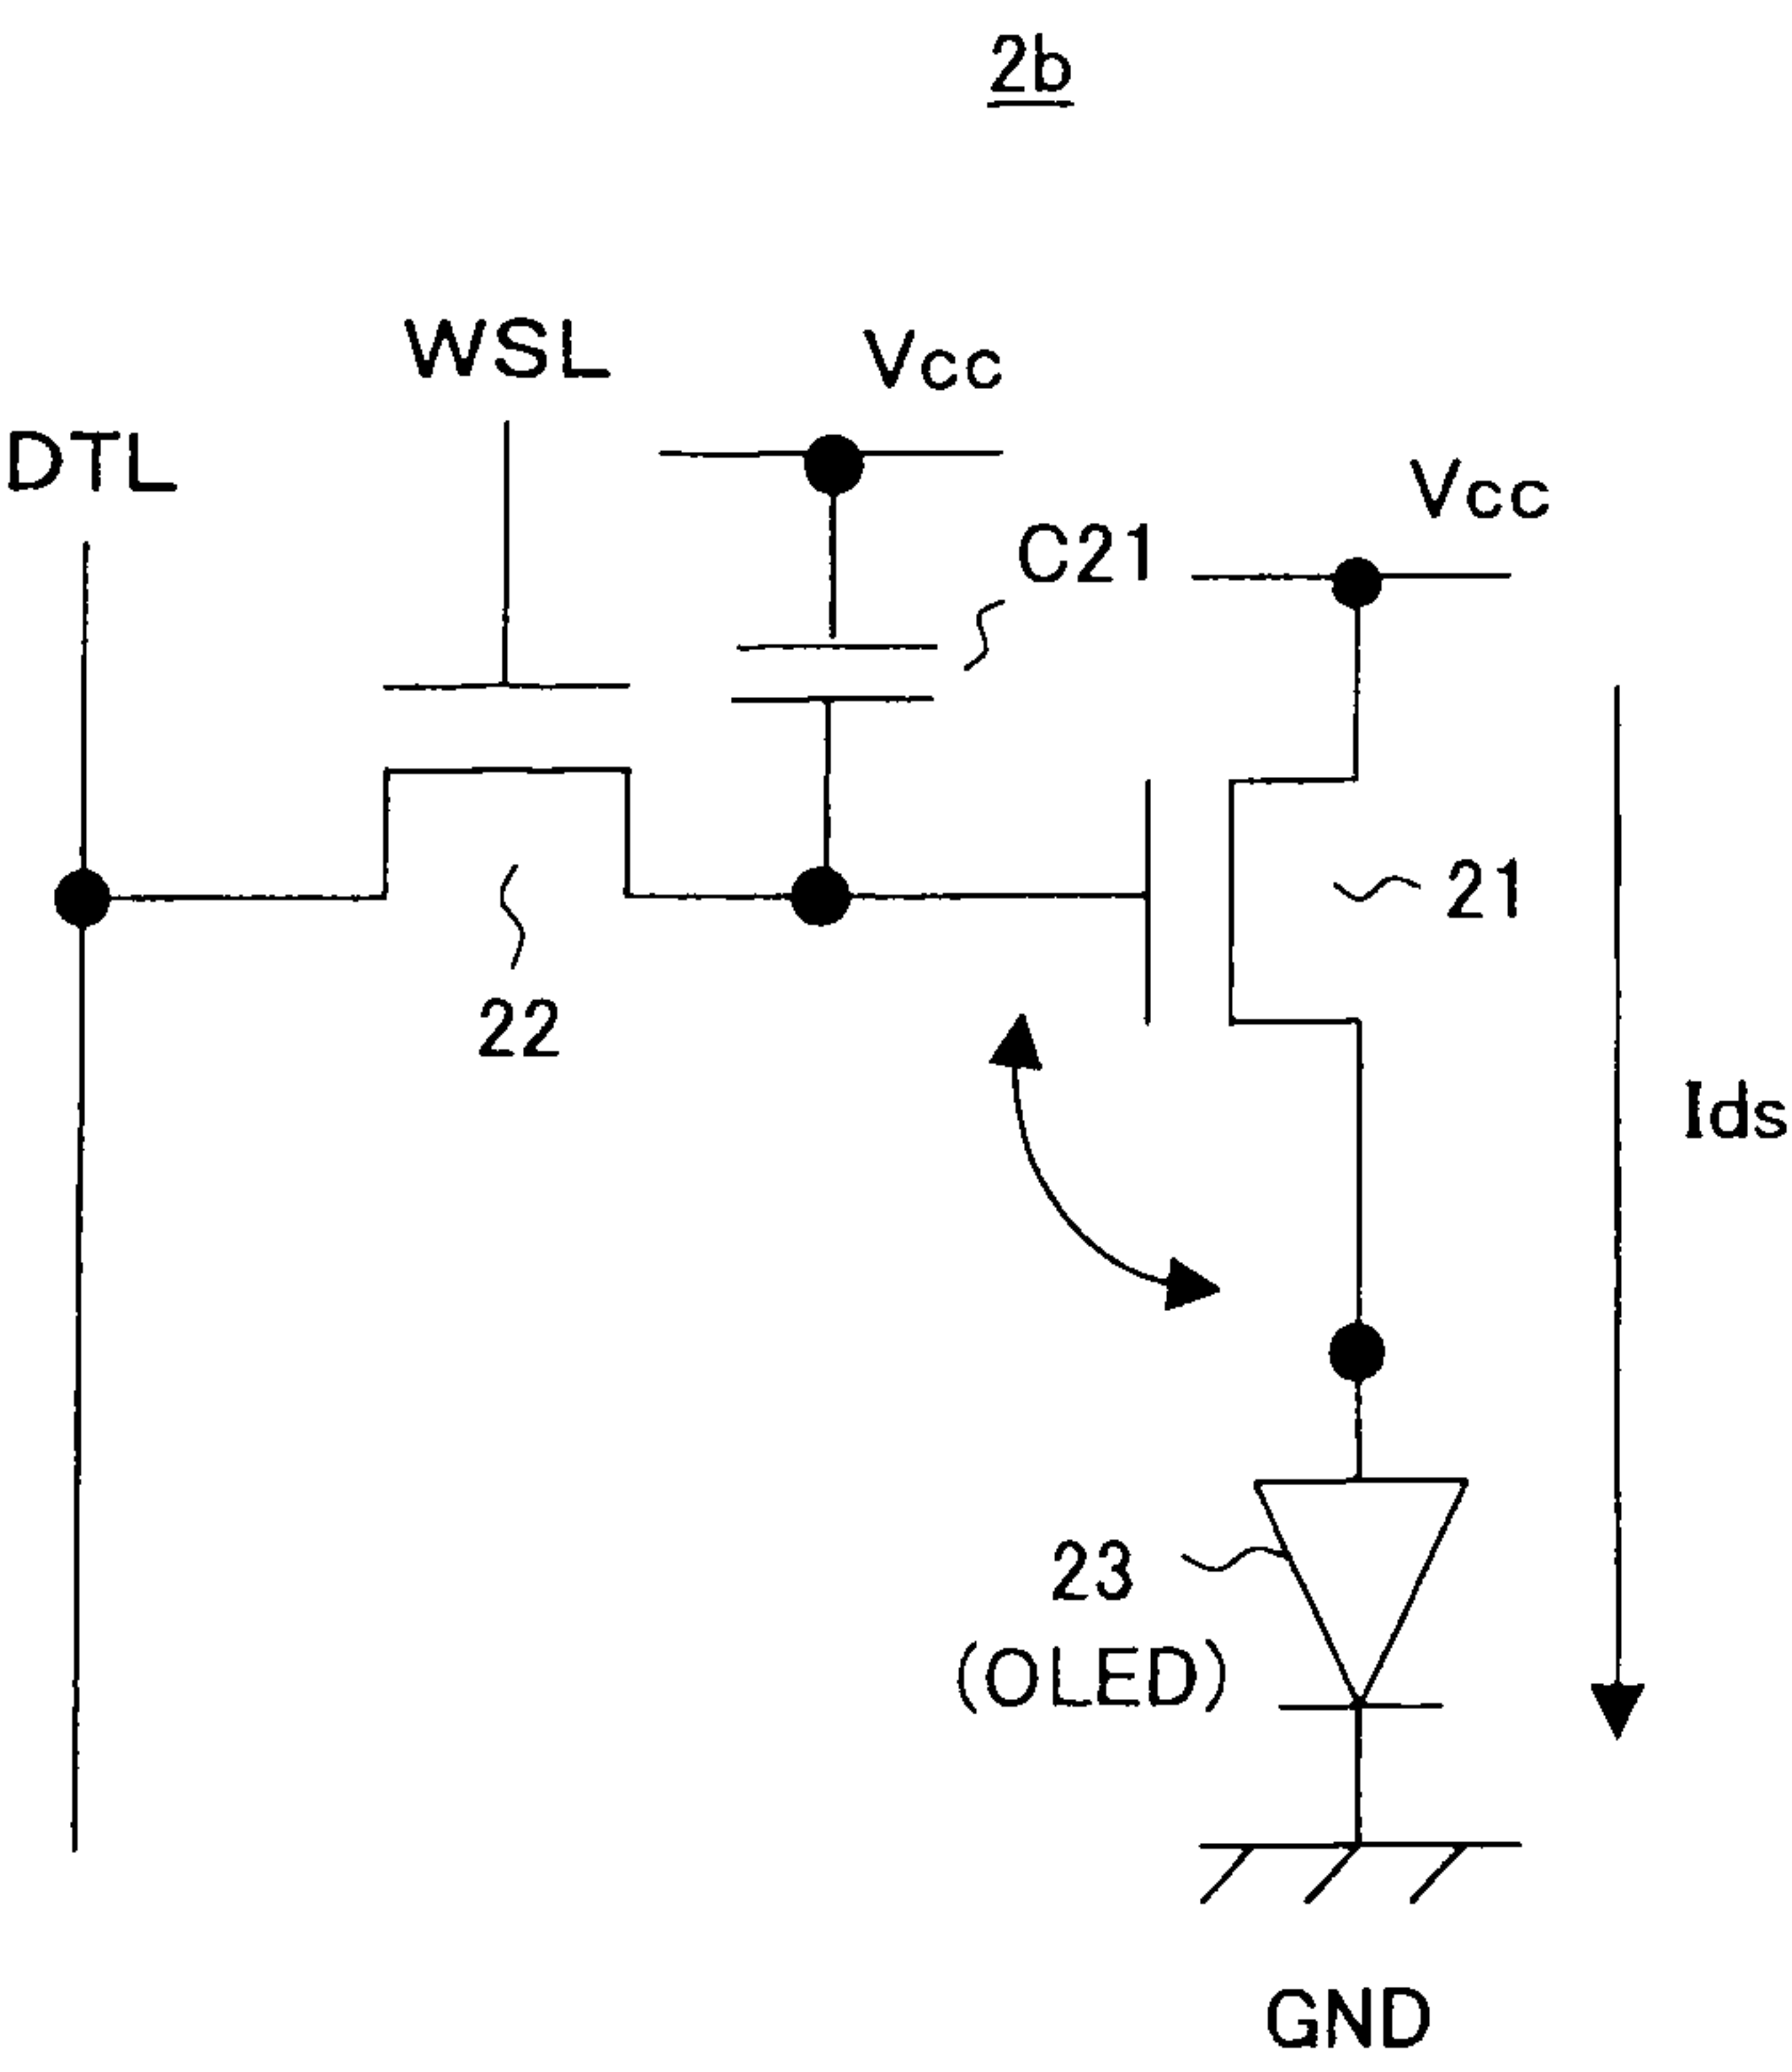 2b
WSL
Vcc
DTL
Vcc
C21
21
22
Ids
23
(OLED)
GND